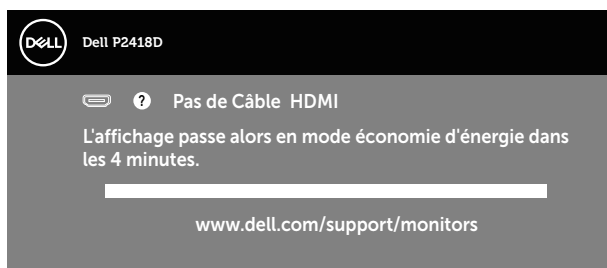 DELL Dell P2418D
? Pas de Câble HDMI
L'affichage passe alors en mode économie d'énergie dans
les 4 minutes.
www.dell.com/support/monitors